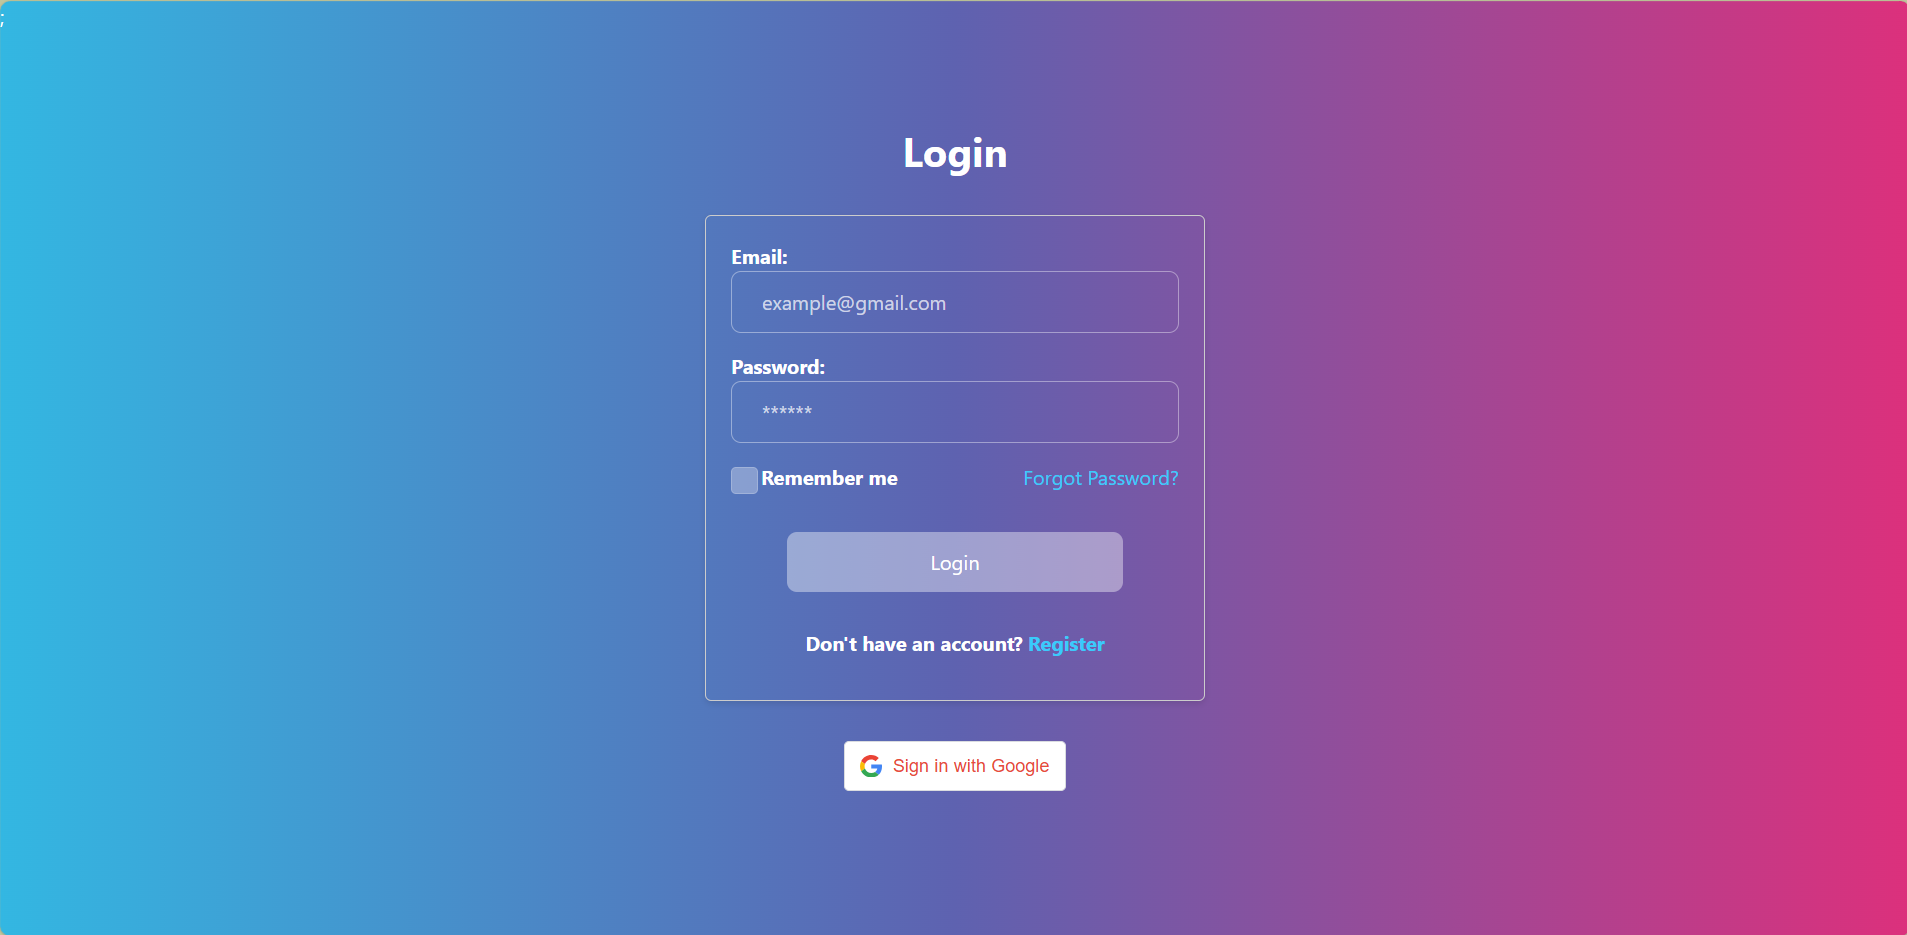 ;
Login
Email:
example@gmail.com
Password:
******
Remember me Forgot Password?
Login
Don't have an account? Register
Sign in with Google